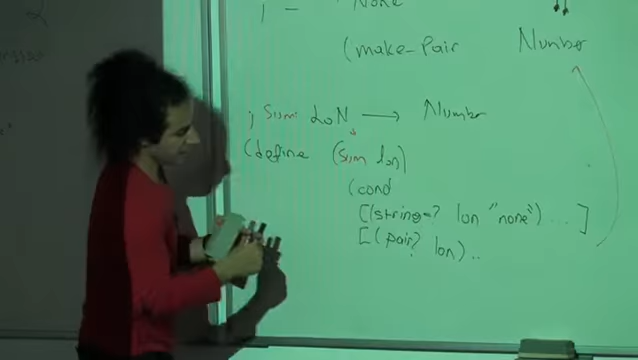 ; - "None
(make-Pair Number
; Sum: LoN → Number
(define (sum lon)
(cond
[(string=? lon "none") ... ]
[(pair? lon) ..